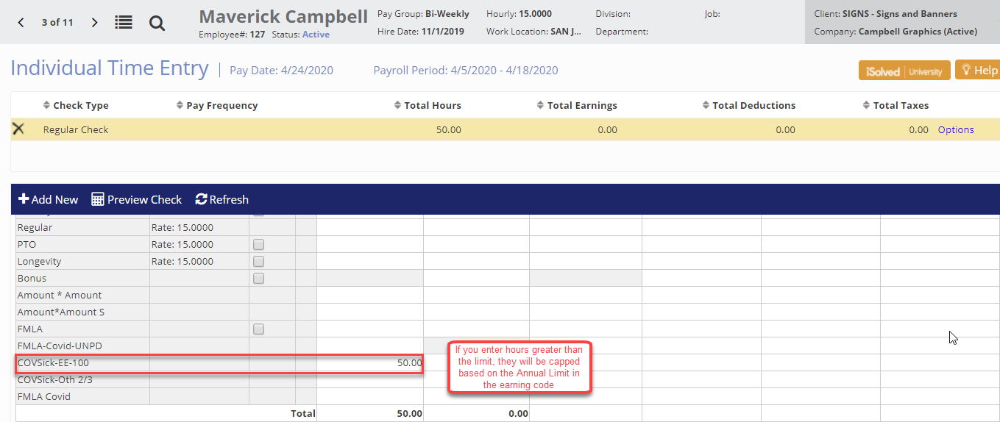 3 of 11
Maverick Campbell
Employee#: 127 Status: Active
Pay Group: Bi-Weekly
Hire Date: 11/1/2019
Hourly: 15.0000
Work Location: SAN J...
Division:
Department:
Job:
Client: SIGNS - Signs and Banners
Company: Campbell Graphics (Active)
Individual Time Entry
Pay Date: 4/24/2020
Payroll Period: 4/5/2020 - 4/18/2020
iSolved University
Help
Check Type Pay Frequency Total Hours Total Earnings Total Deductions Total Taxes
Regular Check 50.00 0.00 0.00 0.00 Options
Add New Preview Check Refresh
Regular Rate: 15.0000
PTO Rate: 15.0000
Longevity Rate: 15.0000
Bonus
Amount * Amount
Amount*Amount S
FMLA
FMLA-Covid-UNPD
COVSick-EE-100 50.00
COVSick-Oth 2/3
FMLA Covid
Total 50.00 0.00
If you enter hours greater than
the limit, they will be capped
based on the Annual Limit in
the earning code